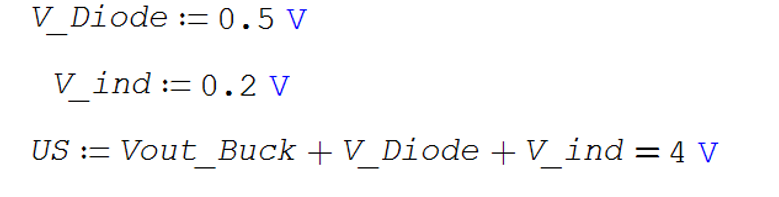 V_Diode := 0.5 V
V_ind := 0.2 V
US := Vout_Buck + V_Diode + V_ind = 4 V